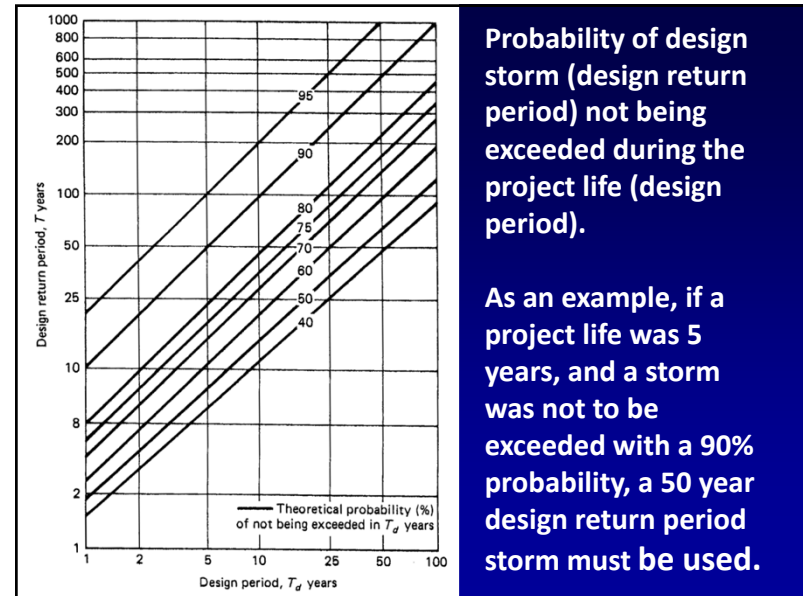 1000
800
600
500
400
300
200
100
50
25
10
8
2
1
Design return period, T years
95
90
80
75
70
60
50
40
Theoretical probability (%)
of not being exceeded in Td years
1
2
5
10
25
50
100
Design period, Td years
Probability of design
storm (design return
period) not being
exceeded during the
project life (design
period).
As an example, if a
project life was 5
years, and a storm
was not to be
exceeded with a 90%
probability, a 50 year
design return period
storm must be used.